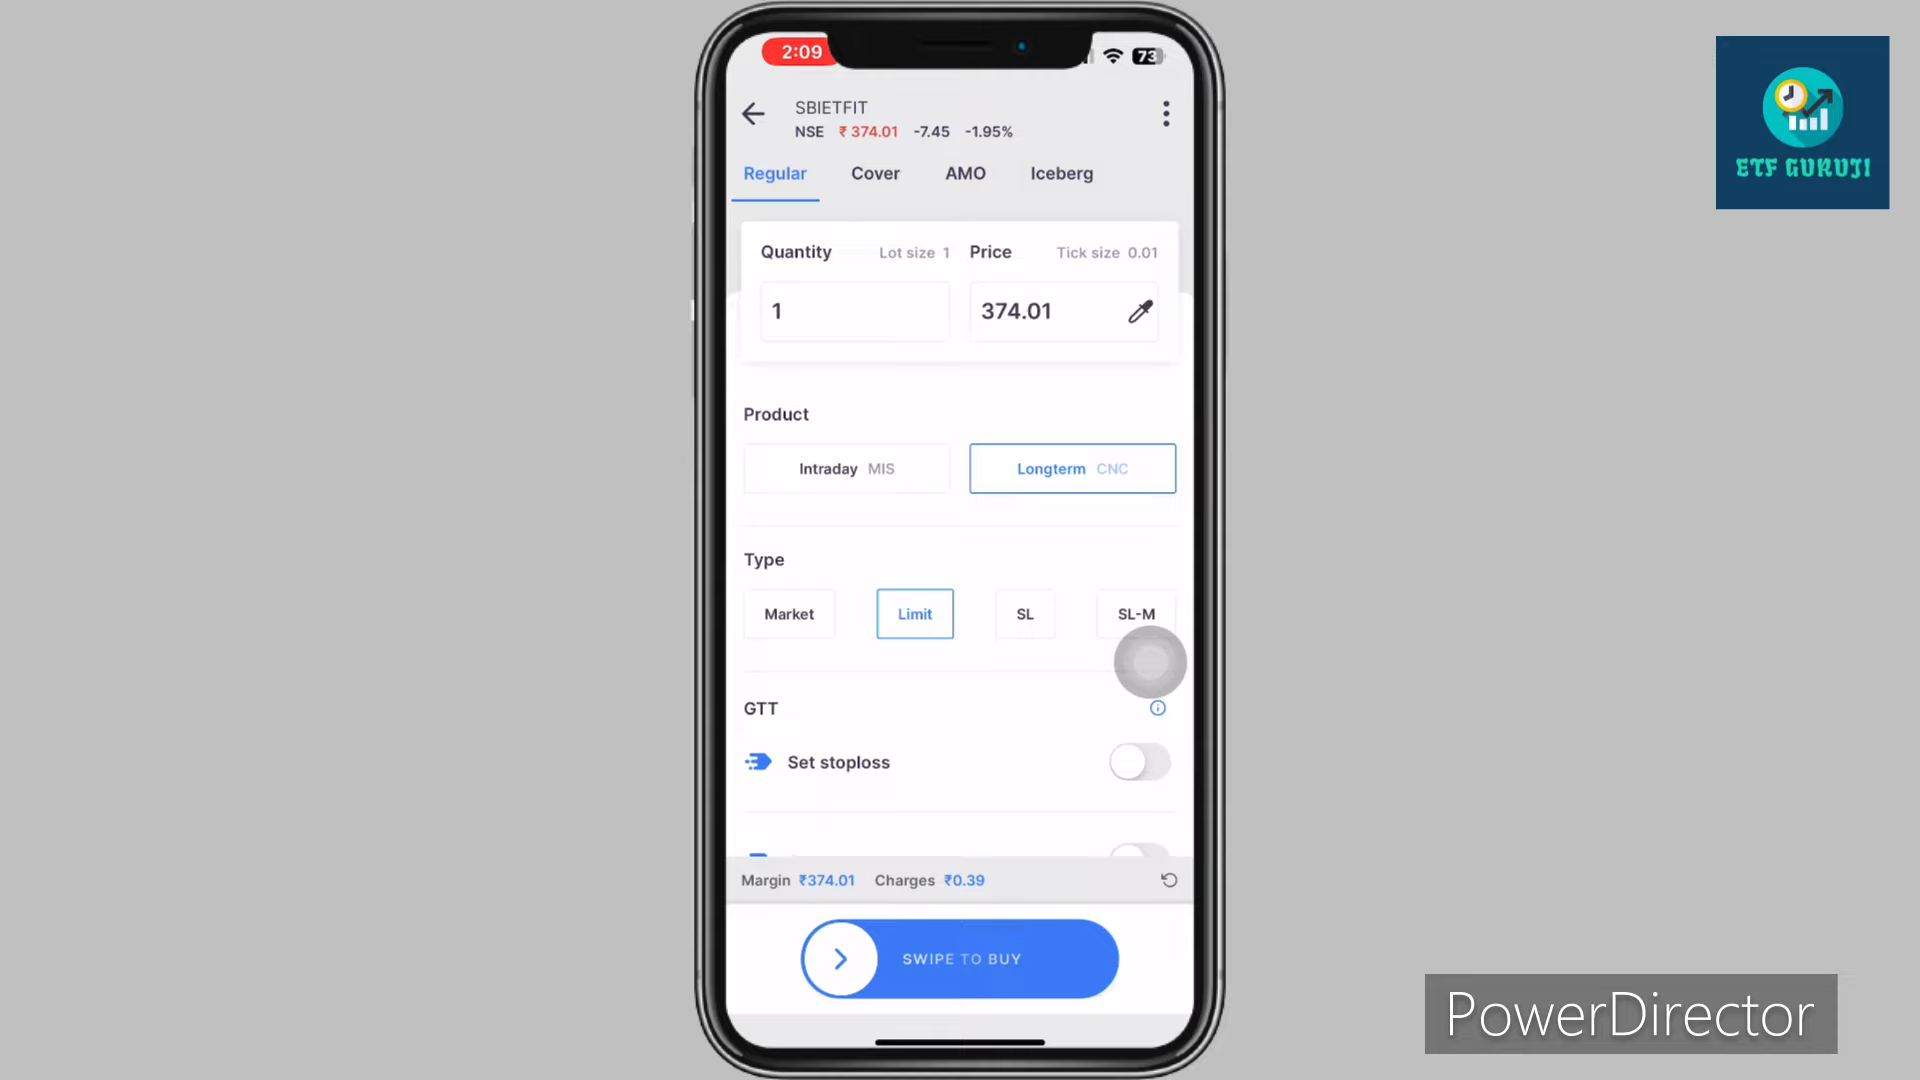 2:09
73
SBIETFIT
NSE ₹ 374.01 -7.45 -1.95%
Regular Cover AMO Iceberg
Quantity Lot size 1 Price Tick size 0.01
1 374.01
Product
Intraday MIS Longterm CNC
Type
Market Limit SL SL-M
GTT
Set stoploss
Margin ₹374.01 Charges ₹0.39
SWIPE TO BUY
ETF GURUJI
PowerDirector